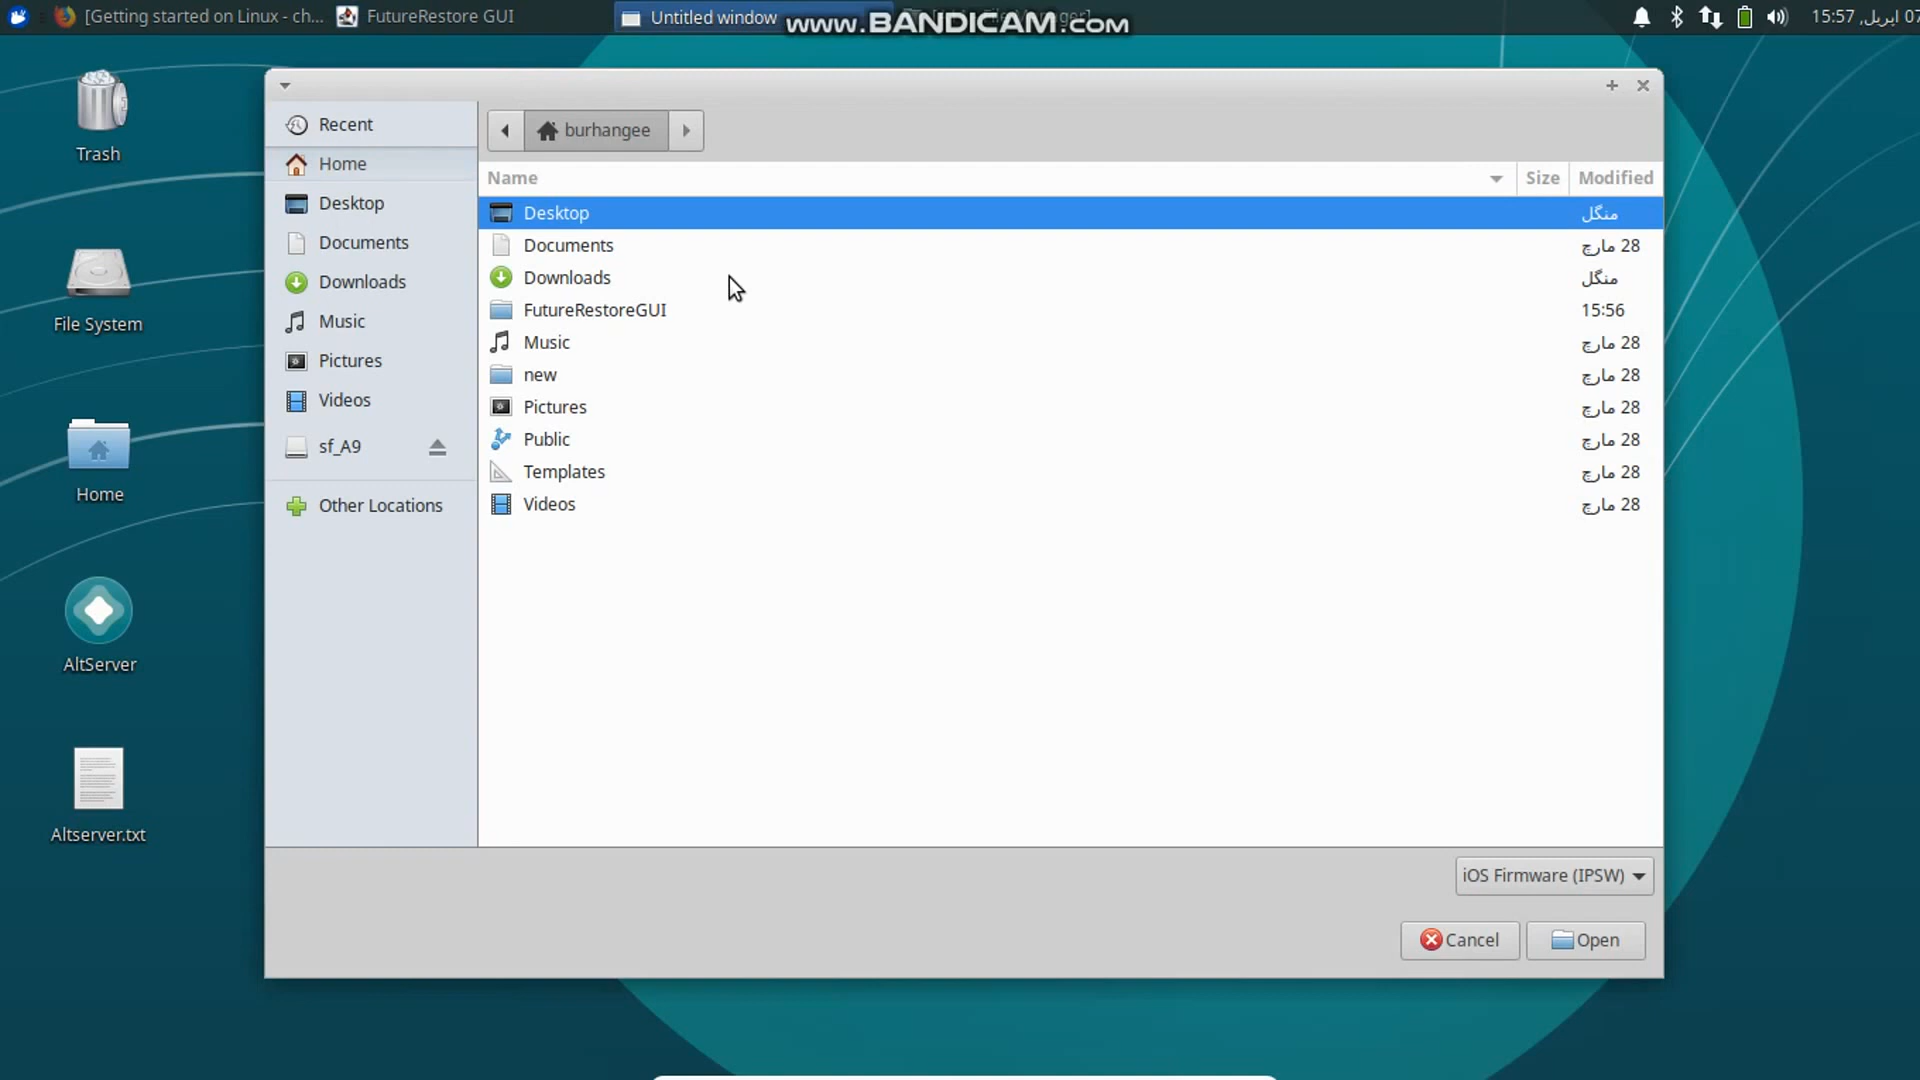 [Getting started on Linux - ch...
FutureRestore GUI
Untitled window
www.BANDICAM.com
15:57 ,اپریل 07
Trash
File System
Home
AltServer
Altserver.txt
Recent
Home
Desktop
Documents
Downloads
Music
Pictures
Videos
sf_A9
Other Locations
burhangee
Name Size Modified
Desktop منگل
Documents 28 مارچ
Downloads منگل
FutureRestoreGUI 15:56
Music 28 مارچ
new 28 مارچ
Pictures 28 مارچ
Public 28 مارچ
Templates 28 مارچ
Videos 28 مارچ
iOS Firmware (IPSW)
Cancel
Open